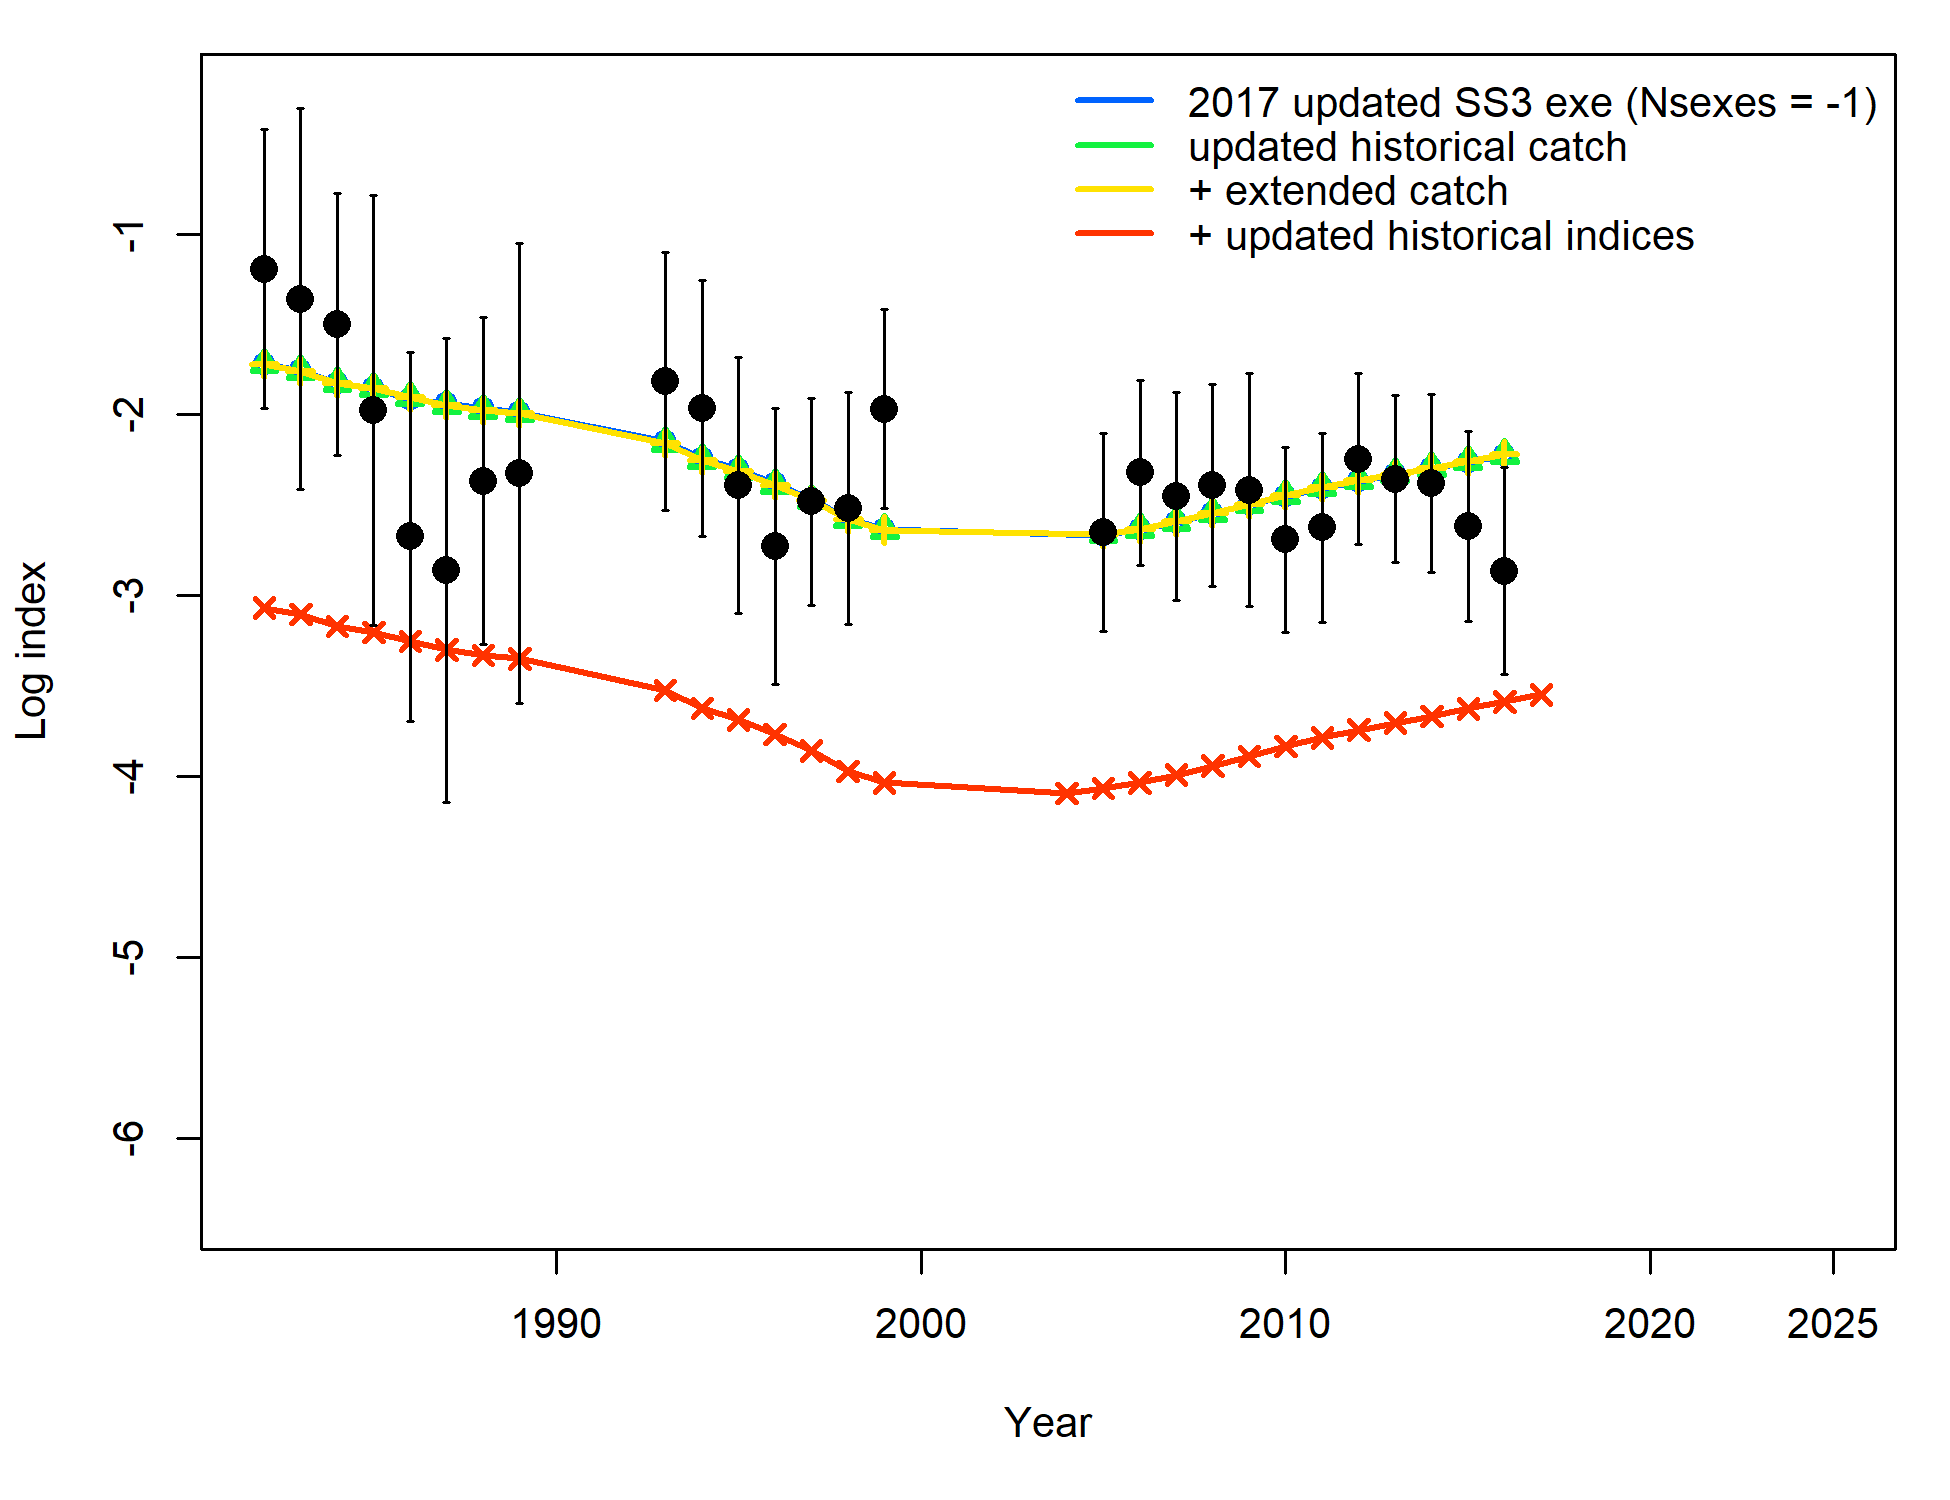 2017 updated SS3 exe (Nsexes = -1)
updated historical catch
+ extended catch
+ updated historical indices
Log index
-1
-2
-3
-4
-5
-6
1990
2000
2010
2020
2025
Year